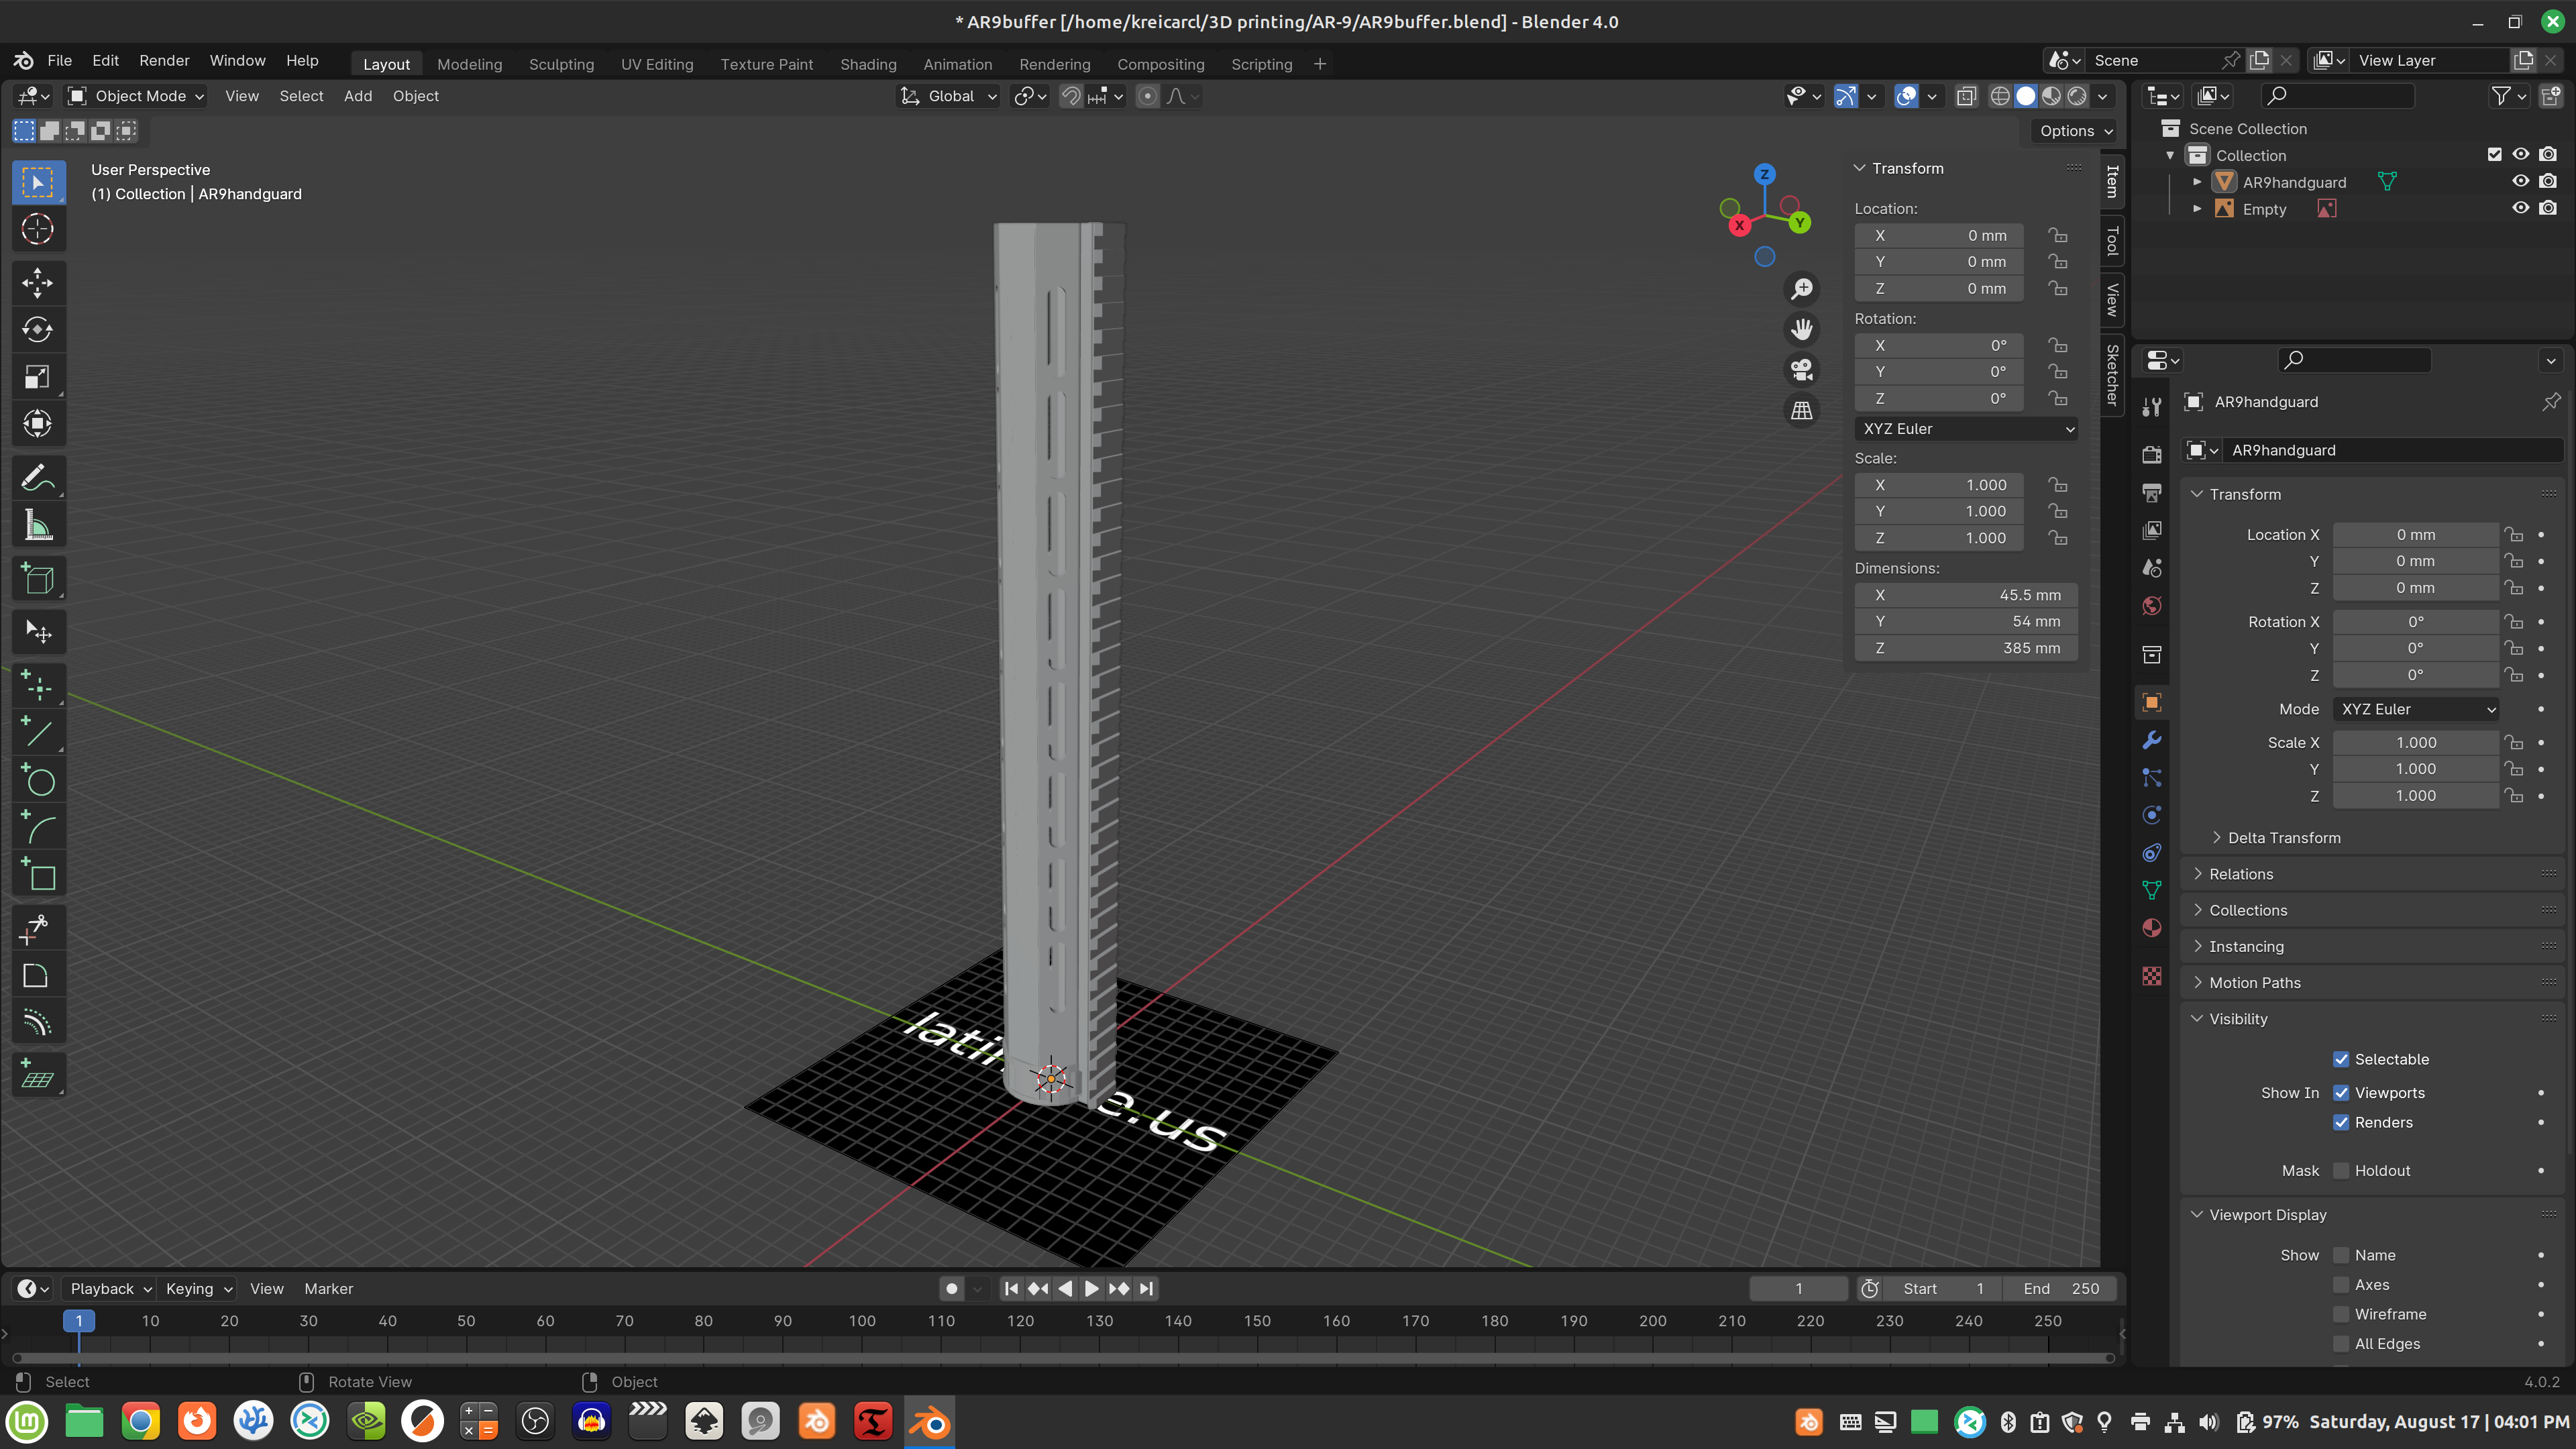 * AR9buffer [/home/kreicarcl/3D printing/AR-9/AR9buffer.blend] - Blender 4.0
File Edit Render Window Help
Layout Modeling Sculpting UV Editing Texture Paint Shading Animation Rendering Compositing Scripting +
Scene
View Layer
Object Mode View Select Add Object
Global
Options
User Perspective
(1) Collection | AR9handguard
Z
X
Y
Transform
Location:
X 0 mm
Y 0 mm
Z 0 mm
Rotation:
X 0°
Y 0°
Z 0°
XYZ Euler
Scale:
X 1.000
Y 1.000
Z 1.000
Dimensions:
X 45.5 mm
Y 54 mm
Z 385 mm
Item
Tool
View
Sketcher
Scene Collection
Collection
AR9handguard
Empty
AR9handguard
AR9handguard
Transform
Location X 0 mm
Y 0 mm
Z 0 mm
Rotation X 0°
Y 0°
Z 0°
Mode XYZ Euler
Scale X 1.000
Y 1.000
Z 1.000
Delta Transform
Relations
Collections
Instancing
Motion Paths
Visibility
Selectable
Show In Viewports
Renders
Mask Holdout
Viewport Display
Show Name
Axes
Wireframe
All Edges
e.us
Playback Keying View Marker
1
Start 1
End 250
1 10 20 30 40 50 60 70 80 90 100 110 120 130 140 150 160 170 180 190 200 210 220 230 240 250
Select Rotate View Object
4.0.2
97% Saturday, August 17 | 04:01 PM